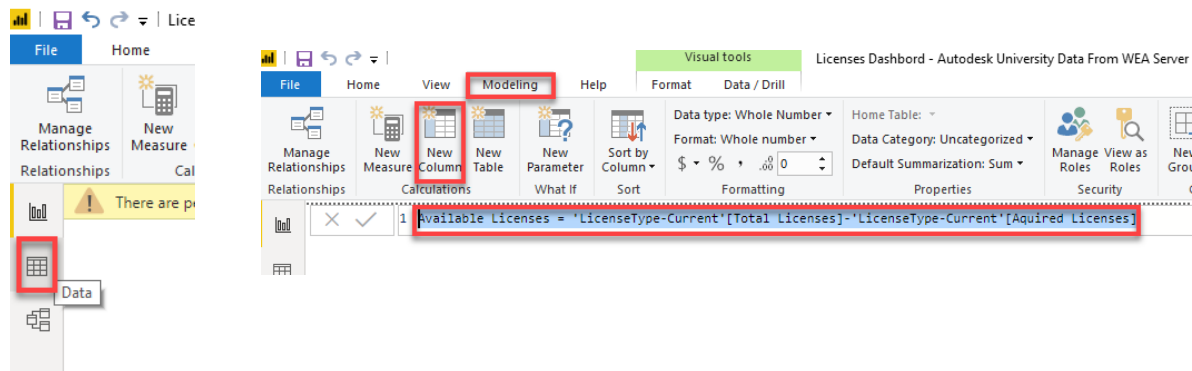 Lice
File Home
Manage Relationships
New Measure
Relationships Cal
There are pe
Data
Visual tools Licenses Dashbord - Autodesk University Data From WEA Server
File Home View Modeling Help Format Data / Drill
Manage Relationships
New Measure
New Column
New Table
New Parameter
Sort by Column
Data type: Whole Number
Format: Whole number
$ % , .00 0
Home Table:
Data Category: Uncategorized
Default Summarization: Sum
Manage Roles
View as Roles
Relationships Calculations What If Sort Formatting Properties Security
1 Available Licenses = 'LicenseType-Current'[Total Licenses]-'LicenseType-Current'[Aquired Licenses]